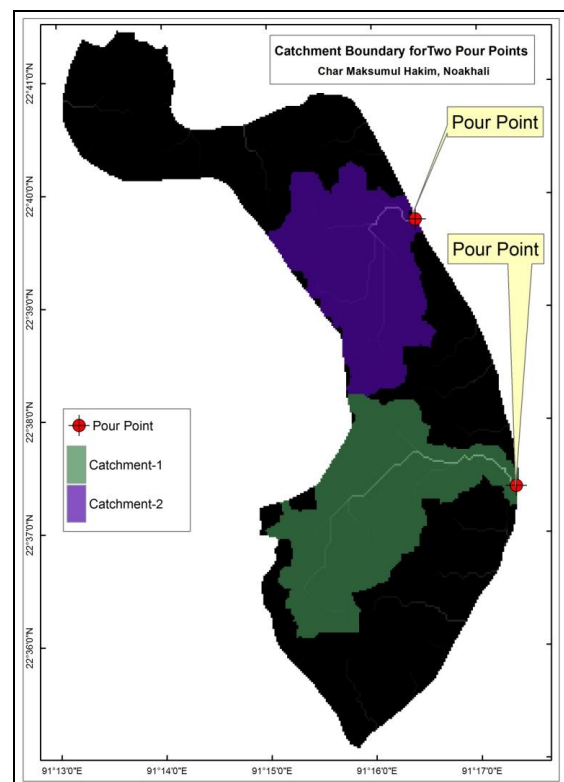 Catchment Boundary forTwo Pour Points
Char Maksumul Hakim, Noakhali
Pour Point
Pour Point
Pour Point
Catchment-1
Catchment-2
22°41'0"N
22°40'0"N
22°39'0"N
22°38'0"N
22°37'0"N
22°36'0"N
91°13'0"E
91°14'0"E
91°15'0"E
91°16'0"E
91°17'0"E